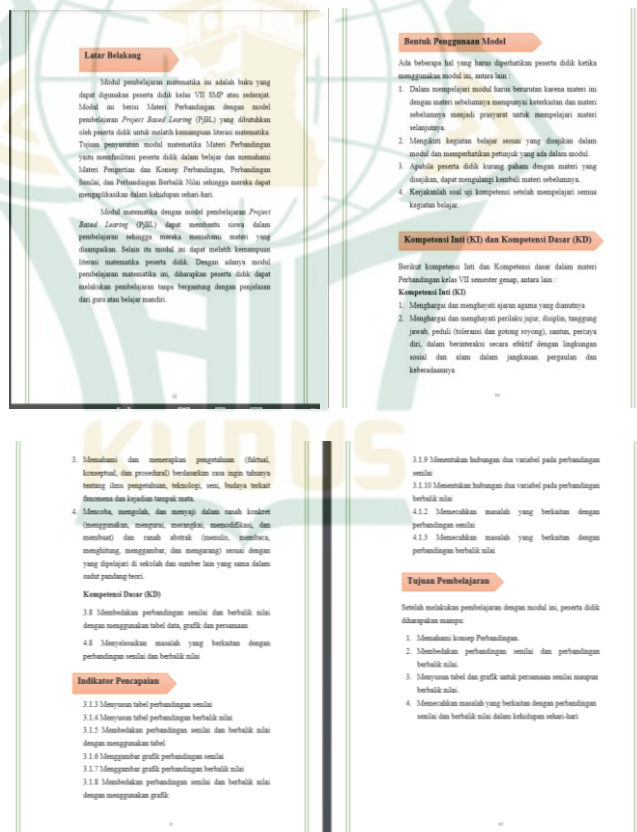 Latar Belakang
Modul pembelajaran matematika ini adalah buku yang
dapat digunakan peserta didik kelas VII SMP atau sederajat.
Modul ini berisi Materi Perbandingan dengan model
pembelajaran Project Based Learing (PjBL) yang dibutuhkan
oleh peserta didik untuk melatih kemampuan literasi matematika.
Tujuan penyusunan modul matematika Materi Perbandingan
yaitu memfasilitasi peserta didik dalam belajar dan memahami
Materi Pengertian dan Konsep Perbandingan, Perbandingan
Senilai, dan Perbandingan Berbalik Nilai sehingga mereka dapat
mengaplikasikan dalam kehidupan sehari-hari.
Modul matematika dengan model pembelajaran Project
Based Learing (PjBL) dapat membantu siswa dalam
pembelajaran sehingga mereka memahami materi yang
disampaikan. Selain itu modul ini dapat melatih kemampuan
literasi matematika peserta didik. Dengan adanya modul
pembelajaran matematika ini, diharapkan peserta didik dapat
melakukan pembelajaran tanpa bergantung dengan penjelasan
dari guru atau belajar mandiri.
iii
Bentuk Penggunaan Model
Ada beberapa hal yang harus diperhatikan peserta didik ketika
menggunakan modul ini, antara lain :
1. Dalam mempelajari modul harus berurutan karena materi ini
dengan materi sebelumnya mempunyai keterkaitan dan materi
sebelumnya menjadi prasyarat untuk mempelajari materi
selanjutnya.
2. Mengikuti kegiatan belajar sesuai yang disajikan dalam
modul dan memperhatikan petunjuk yang ada dalam modul.
3. Apabila peserta didik kurang paham dengan materi yang
disajikan, dapat mengulangi kembali materi sebelumnya.
4. Kerjakanlah soal uji kompetensi setelah mempelajari semua
kegiatan belajar.
Kompetensi Inti (KI) dan Kompetensi Dasar (KD)
Berikut kompetensi Inti dan Kompetensi dasar dalam materi
Perbandingan kelas VII semester genap, antara lain :
Kompetensi Inti (KI)
1. Menghargai dan menghayati ajaran agama yang dianutnya
2. Menghargai dan menghayati perilaku jujur, disiplin, tanggung
jawab, peduli (toleransi dan gotong royong), santun, percaya
diri, dalam berinteraksi secara efektif dengan lingkungan
sosial dan alam dalam jangkauan pergaulan dan
keberadaannya
iv
3. Memahami dan menerapkan pengetahuan (faktual,
konseptual, dan prosedural) berdasarkan rasa ingin tahunya
tentang ilmu pengetahuan, teknologi, seni, budaya terkait
fenomena dan kejadian tampak mata.
4. Mencoba, mengolah, dan menyaji dalam ranah konkret
(menggunakan, mengurai, merangkai, memodifikasi, dan
membuat) dan ranah abstrak (menulis, membaca,
menghitung, menggambar, dan mengarang) sesuai dengan
yang dipelajari di sekolah dan sumber lain yang sama dalam
sudut pandang/teori.
Kompetensi Dasar (KD)
3.8 Membedakan perbandingan senilai dan berbalik nilai
dengan menggunakan tabel data, grafik dan persamaan
4.8 Menyelesaikan masalah yang berkaitan dengan
perbandingan senilai dan berbalik nilai
Indikator Pencapaian
3.1.3 Menyusun tabel perbandingan senilai
3.1.4 Menyusun tabel perbandingan berbalik nilai
3.1.5 Membedakan perbandingan senilai dan berbalik nilai
dengan menggunakan tabel
3.1.6 Menggambar grafik perbandingan senilai
3.1.7 Menggambar grafik perbandingan berbalik nilai
3.1.8 Membedakan perbandingan senilai dan berbalik nilai
dengan menggunakan grafik
v
3.1.9 Menentukan hubungan dua variabel pada perbandingan
senilai
3.1.10 Menentukan hubungan dua variabel pada perbandingan
berbalik nilai
4.1.2 Memecahkan masalah yang berkaitan dengan
perbandingan senilai
4.1.3 Memecahkan masalah yang berkaitan dengan
perbandingan berbalik nilai
Tujuan Pembelajaran
Setelah melakukan pembelajaran dengan modul ini, peserta didik
diharapakan mampu:
1. Memahami konsep Perbandingan.
2. Membedakan perbandingan senilai dan perbandingan
berbalik nilai.
3. Menyusun tabel dan grafik untuk persamaan senilai maupun
berbalik nilai.
4. Memecahkan masalah yang berkaitan dengan perbandingan
senilai dan berbalik nilai dalam kehidupan sehari-hari
vi
KUDUS